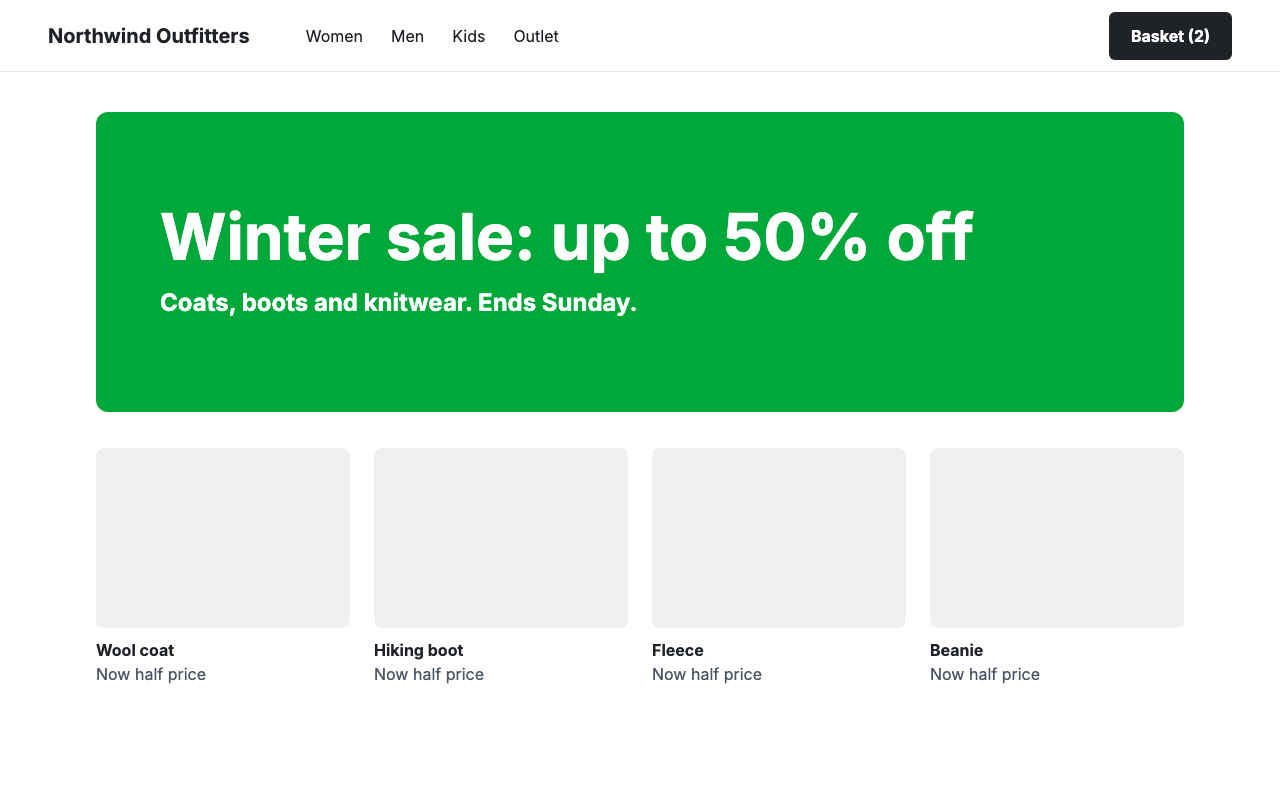 Northwind Outfitters
Women Men Kids Outlet
Basket (2)
Winter sale: up to 50% off
Coats, boots and knitwear. Ends Sunday.
Wool coat
Now half price
Hiking boot
Now half price
Fleece
Now half price
Beanie
Now half price